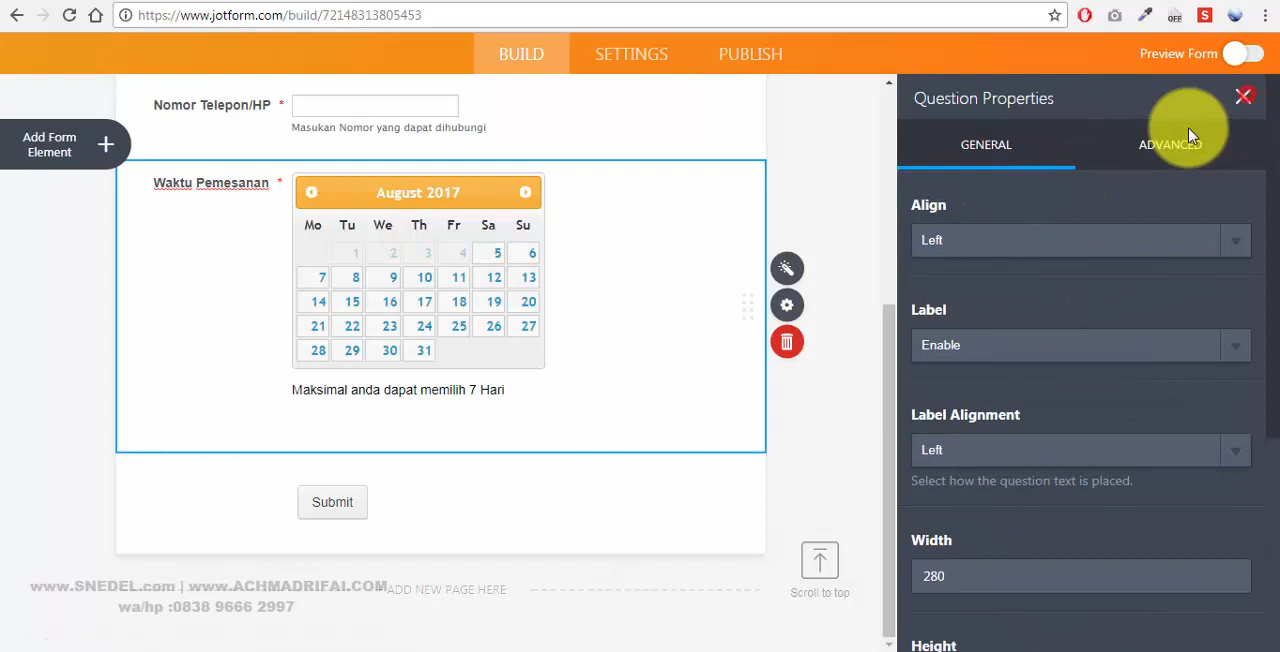 https://www.jotform.com/build/72148313805453
OFF
S
BUILD
SETTINGS
PUBLISH
Preview Form
Nomor Telepon/HP *
Masukan Nomor yang dapat dihubungi
Add Form
Element +
Waktu Pemesanan *
August 2017
Mo Tu We Th Fr Sa Su
1 2 3 4 5 6
7 8 9 10 11 12 13
14 15 16 17 18 19 20
21 22 23 24 25 26 27
28 29 30 31
Maksimal anda dapat memilih 7 Hari
Submit
www.SNEDEL.com | www.ACHMADRIFAI.COM
wa/hp :0838 9666 2997
ADD NEW PAGE HERE
Scroll to top
Question Properties
GENERAL
ADVANCED
Align
Left
Label
Enable
Label Alignment
Left
Select how the question text is placed.
Width
280
Height